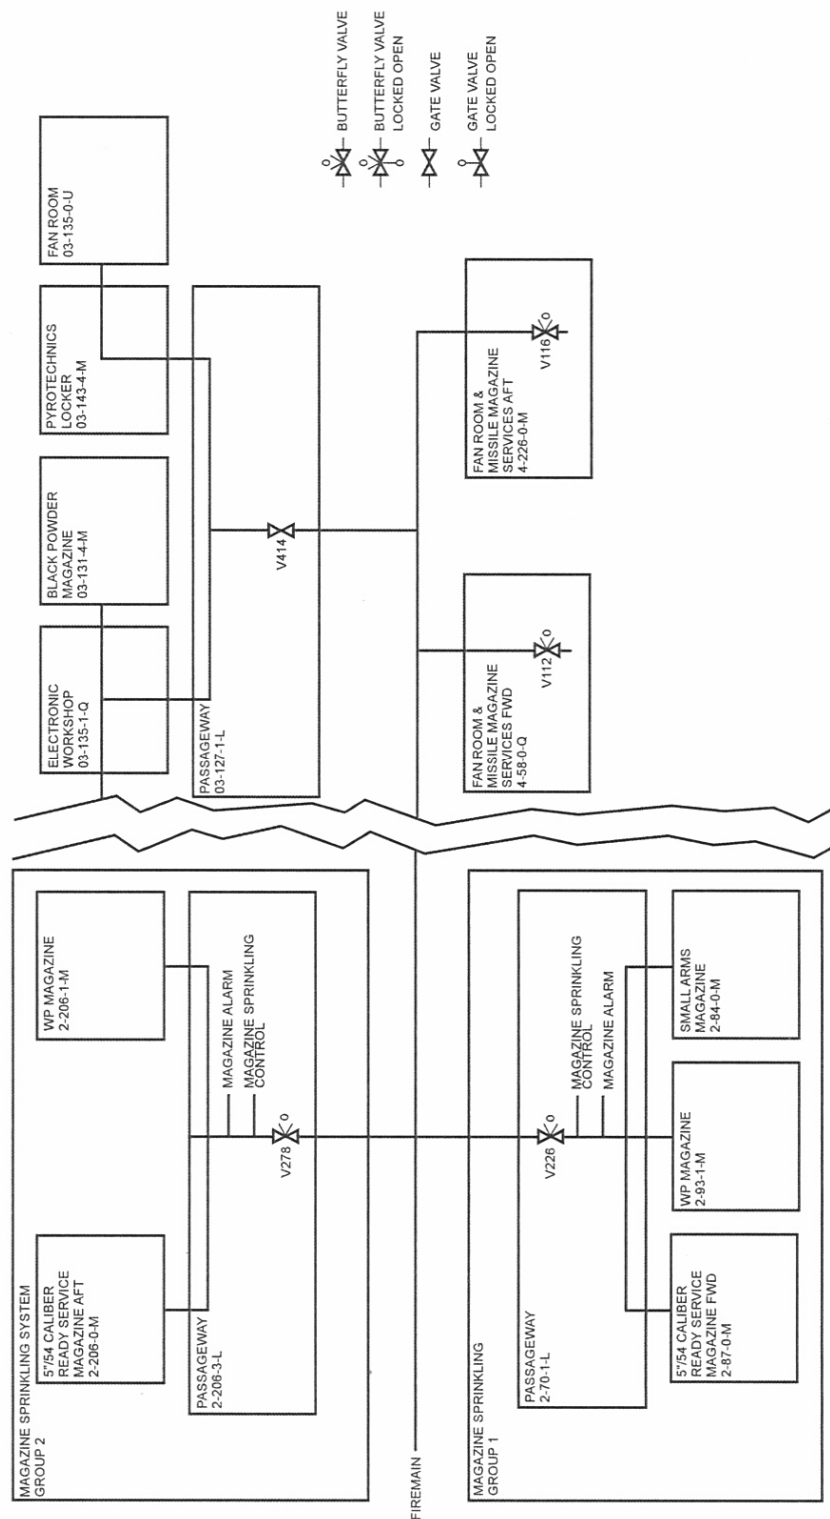 MAGAZINE SPRINKLING SYSTEM
GROUP 2
5"/54 CALIBER
READY SERVICE
MAGAZINE AFT
2-206-0-M
WP MAGAZINE
2-206-1-M
PASSAGEWAY
2-206-3-L
MAGAZINE ALARM
MAGAZINE SPRINKLING
CONTROL
V278
FIREMAIN
MAGAZINE SPRINKLING
GROUP 1
PASSAGEWAY
2-70-1-L
V226
MAGAZINE SPRINKLING
CONTROL
MAGAZINE ALARM
5"/54 CALIBER
READY SERVICE
MAGAZINE FWD
2-87-0-M
WP MAGAZINE
2-93-1-M
SMALL ARMS
MAGAZINE
2-84-0-M
ELECTRONIC
WORKSHOP
03-135-1-Q
BLACK POWDER
MAGAZINE
03-131-4-M
PYROTECHNICS
LOCKER
03-143-4-M
FAN ROOM
03-135-0-U
PASSAGEWAY
03-127-1-L
V414
FAN ROOM &
MISSILE MAGAZINE
SERVICES FWD
4-58-0-Q
V112
FAN ROOM &
MISSILE MAGAZINE
SERVICES AFT
4-226-0-M
V116
BUTTERFLY VALVE
BUTTERFLY VALVE
LOCKED OPEN
GATE VALVE
GATE VALVE
LOCKED OPEN